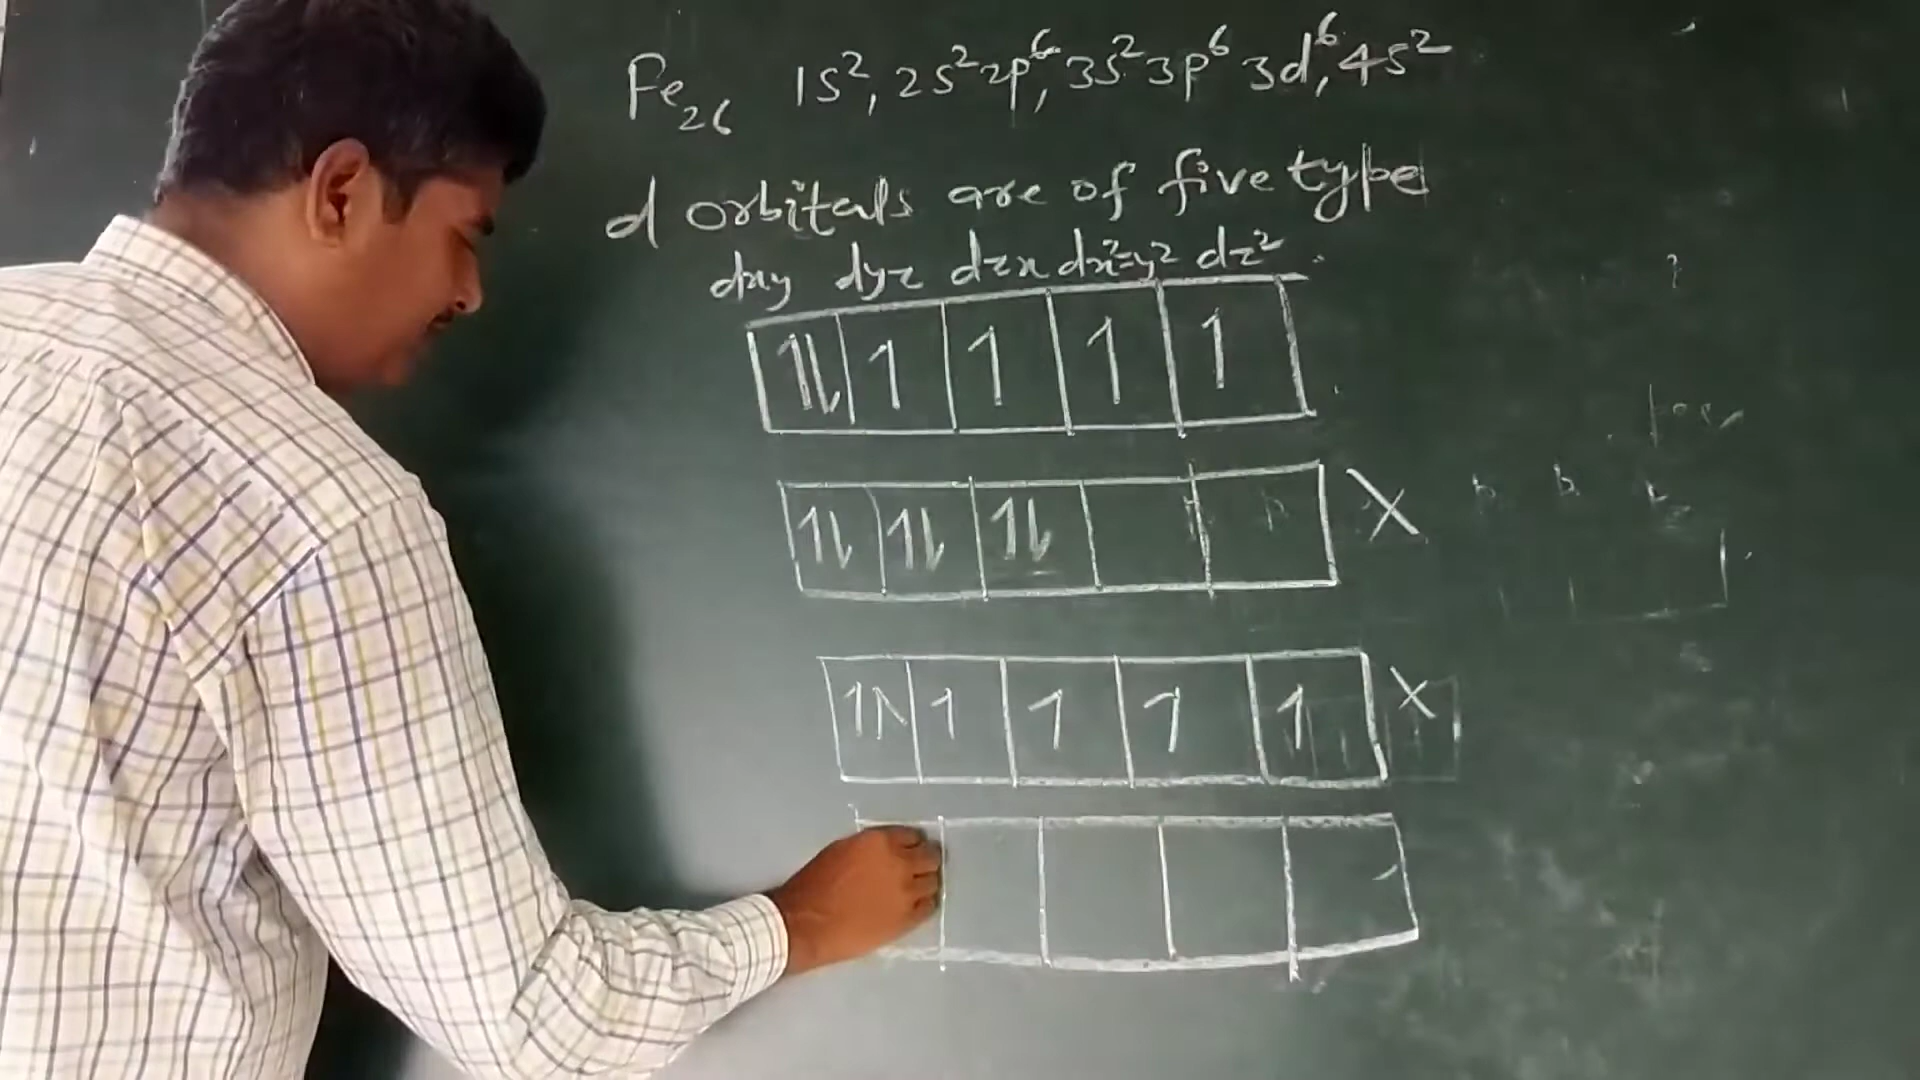 Fe₂₆ 1s², 2s² 2p⁶, 3s² 3p⁶ 3d⁶, 4s²
d orbitals are of five type
dxy dyz dzx dx²-y² dz²
1⇂ 1 1 1 1
1⇂ 1⇂ 1⇂ X
11 1 1 1 1 X